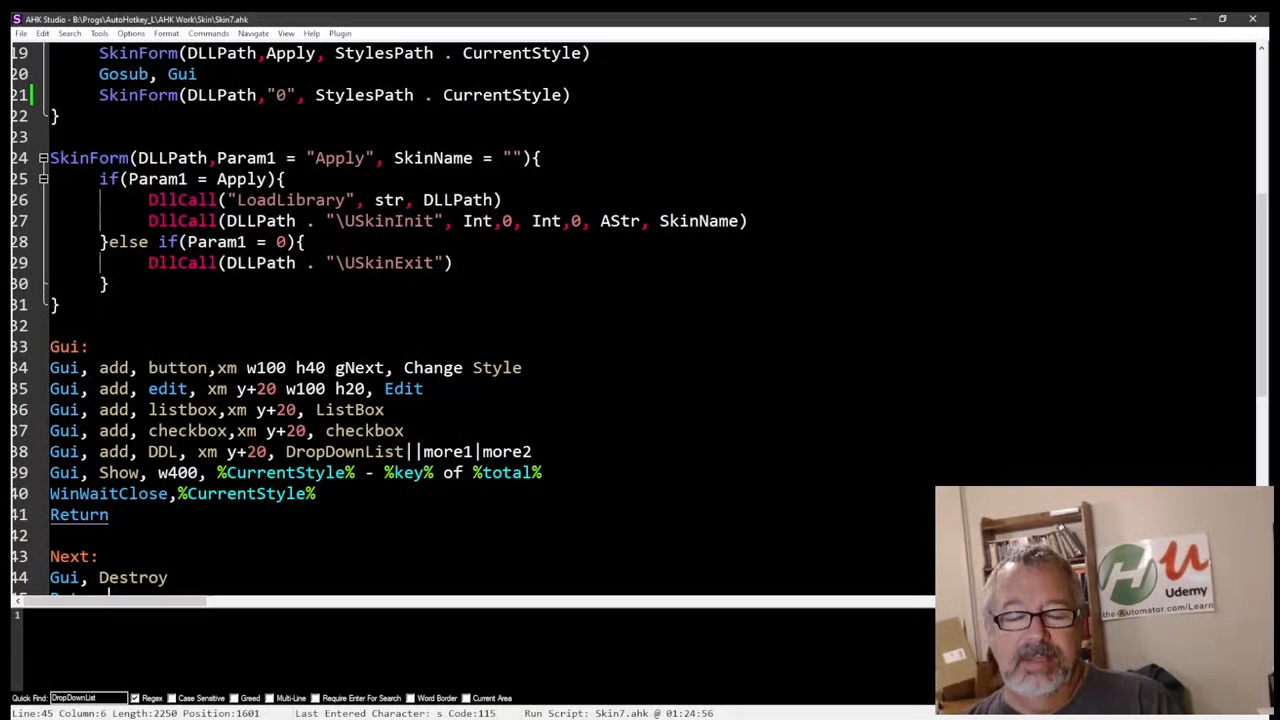 AHK Studio - B:\Progs\AutoHotkey_L\AHK Work\Skin\Skin7.ahk
File Edit Search Tools Options Format Commands Navigate View Help Plugin
19 SkinForm(DLLPath,Apply, StylesPath . CurrentStyle)
20 Gosub, Gui
21 SkinForm(DLLPath,"0", StylesPath . CurrentStyle)
22 }
23
24 SkinForm(DLLPath,Param1 = "Apply", SkinName = ""){
25 if(Param1 = Apply){
26 DllCall("LoadLibrary", str, DLLPath)
27 DllCall(DLLPath . "\USkinInit", Int,0, Int,0, AStr, SkinName)
28 }else if(Param1 = 0){
29 DllCall(DLLPath . "\USkinExit")
30 }
31 }
32
33 Gui:
34 Gui, add, button,xm w100 h40 gNext, Change Style
35 Gui, add, edit, xm y+20 w100 h20, Edit
36 Gui, add, listbox,xm y+20, ListBox
37 Gui, add, checkbox,xm y+20, checkbox
38 Gui, add, DDL, xm y+20, DropDownList||more1|more2
39 Gui, Show, w400, %CurrentStyle% - %key% of %total%
40 WinWaitClose,%CurrentStyle%
41 Return
42
43 Next:
44 Gui, Destroy
1
H U
Udemy
the-Automator.com/Learn
Quick Find: DropDownList Regex Case Sensitive Greed Multi-Line Require Enter For Search Word Border Current Area
Line:45 Column:6 Length:2250 Position:1601 Last Entered Character: s Code:115 Run Script: Skin7.ahk @ 01:24:56